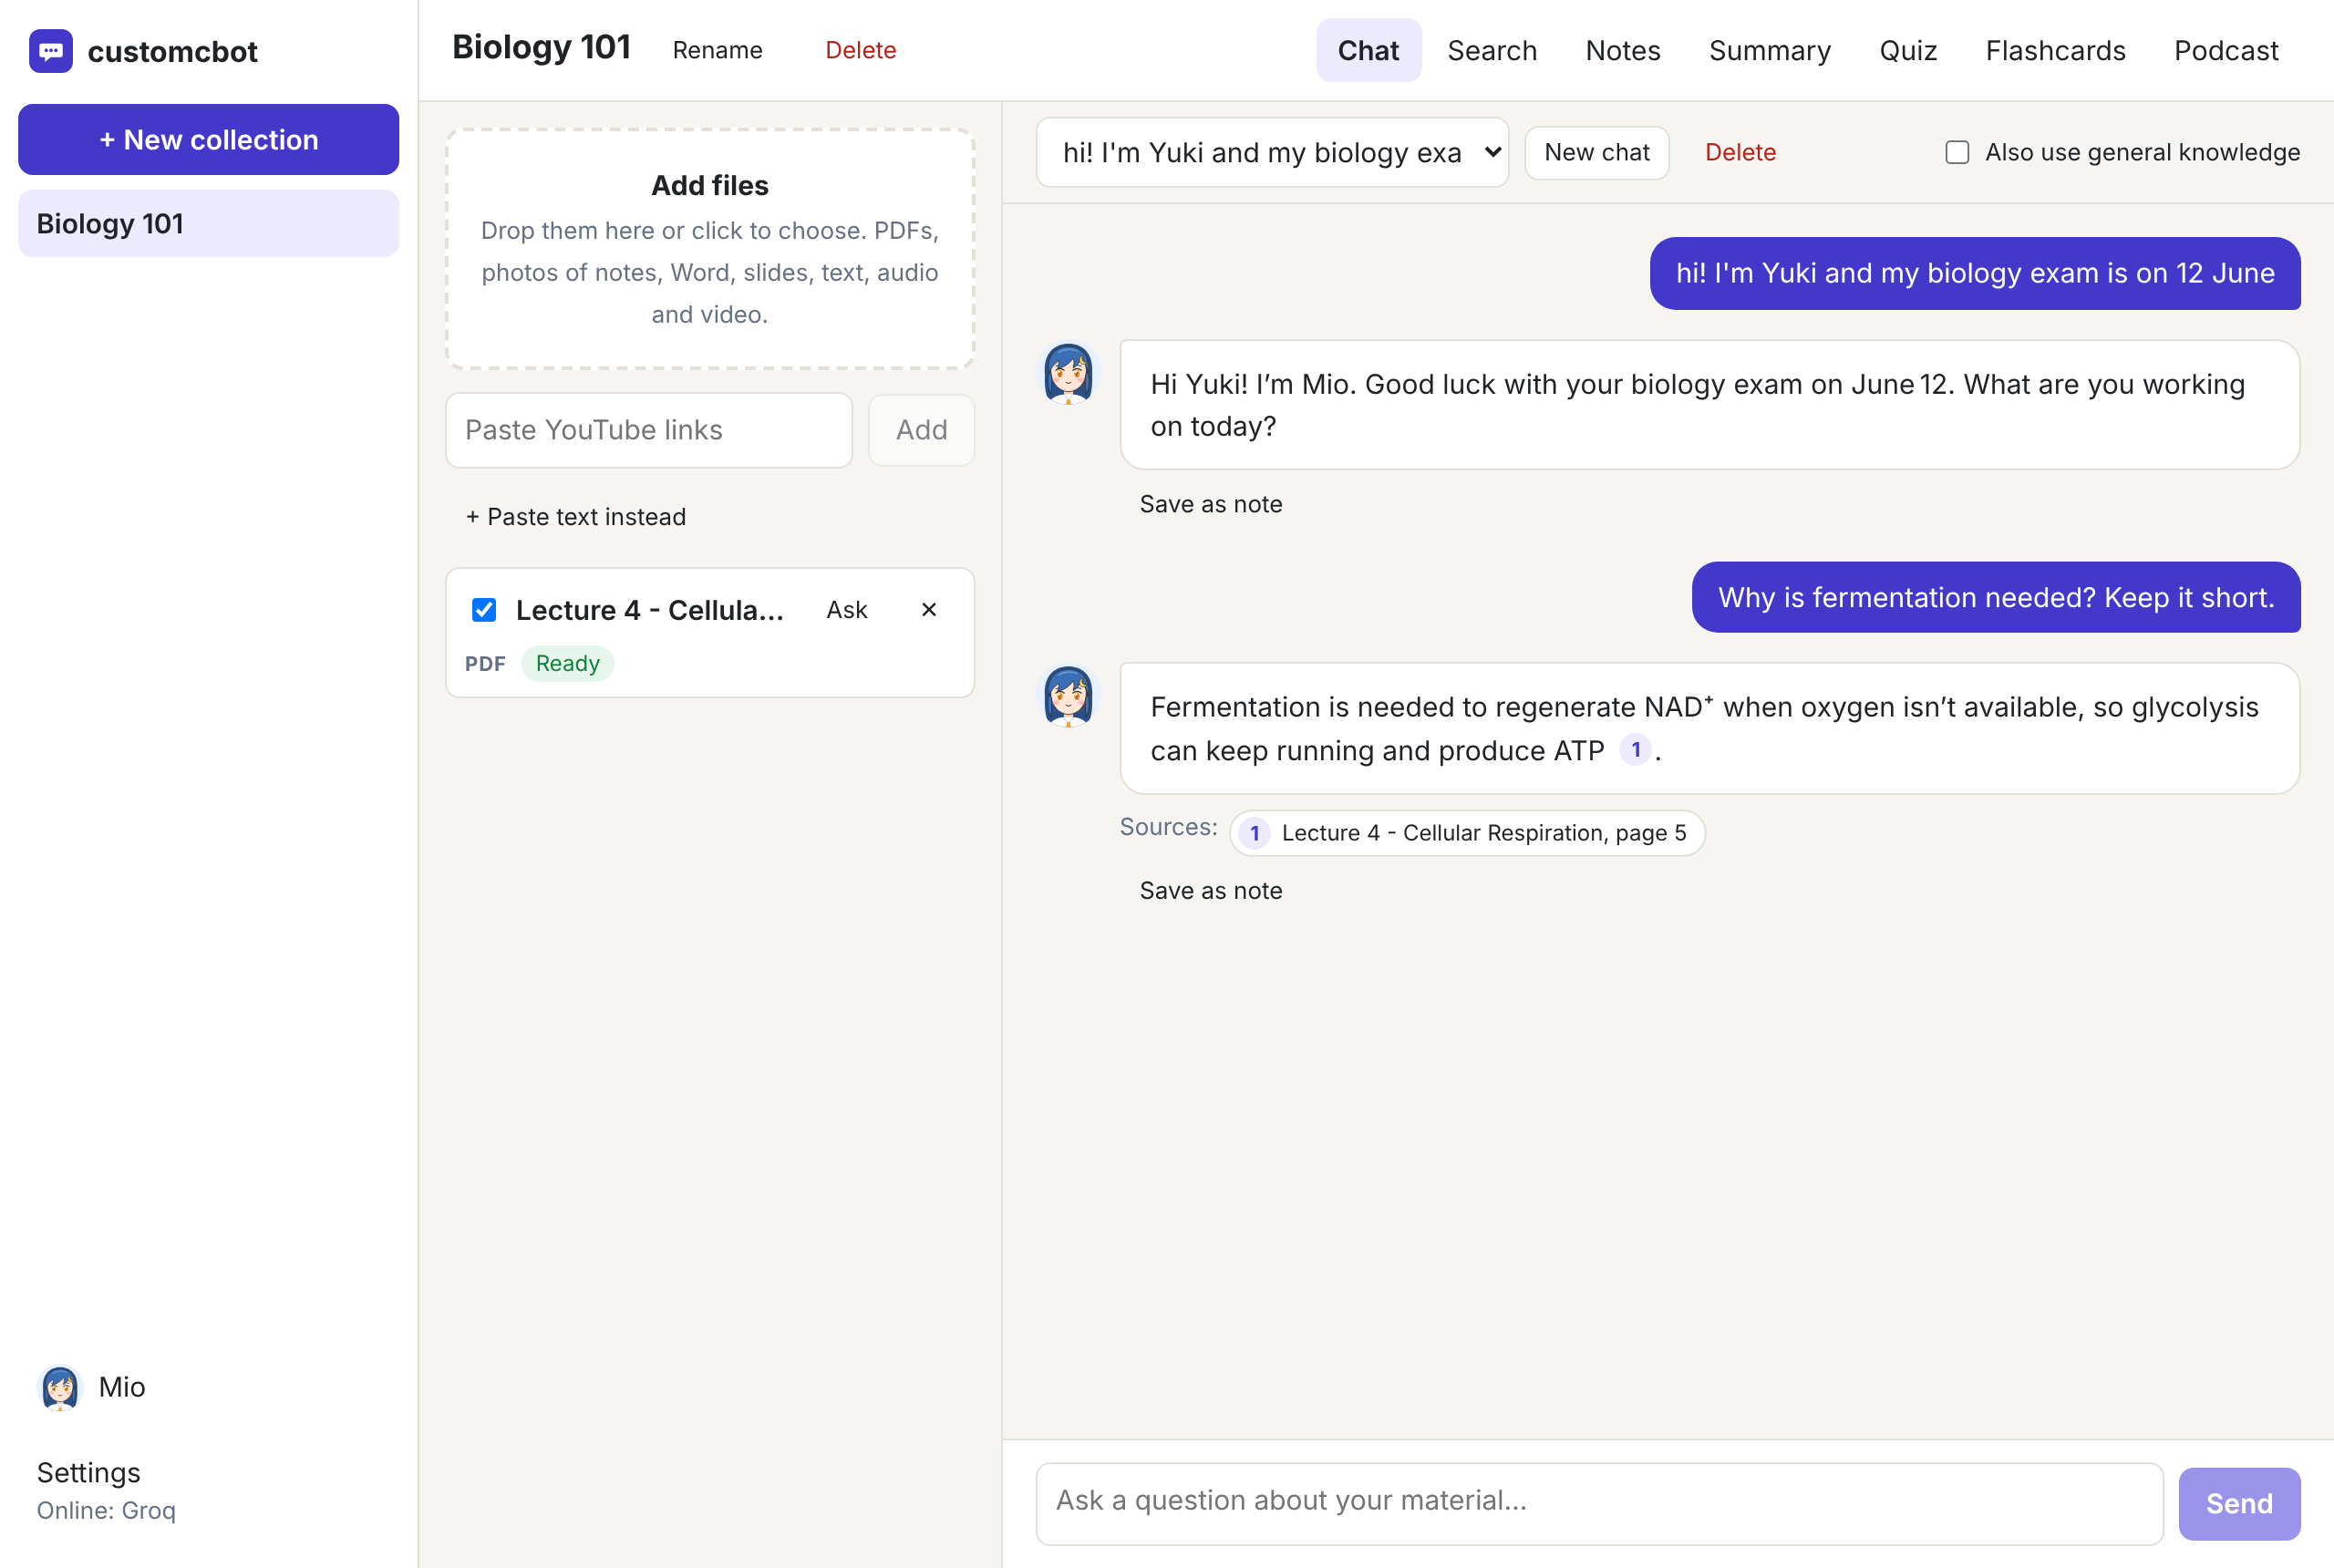 customcbot
+ New collection
Biology 101
Mio
Settings
Online: Groq
Biology 101 Rename Delete
Chat Search Notes Summary Quiz Flashcards Podcast
Add files
Drop them here or click to choose. PDFs,
photos of notes, Word, slides, text, audio
and video.
Paste YouTube links Add
+ Paste text instead
Lecture 4 - Cellula... Ask ×
PDF Ready
hi! I'm Yuki and my biology exa New chat Delete Also use general knowledge
hi! I'm Yuki and my biology exam is on 12 June
Hi Yuki! I’m Mio. Good luck with your biology exam on June 12. What are you working
on today?
Save as note
Why is fermentation needed? Keep it short.
Fermentation is needed to regenerate NAD⁺ when oxygen isn’t available, so glycolysis
can keep running and produce ATP 1.
Sources: 1 Lecture 4 - Cellular Respiration, page 5
Save as note
Ask a question about your material... Send